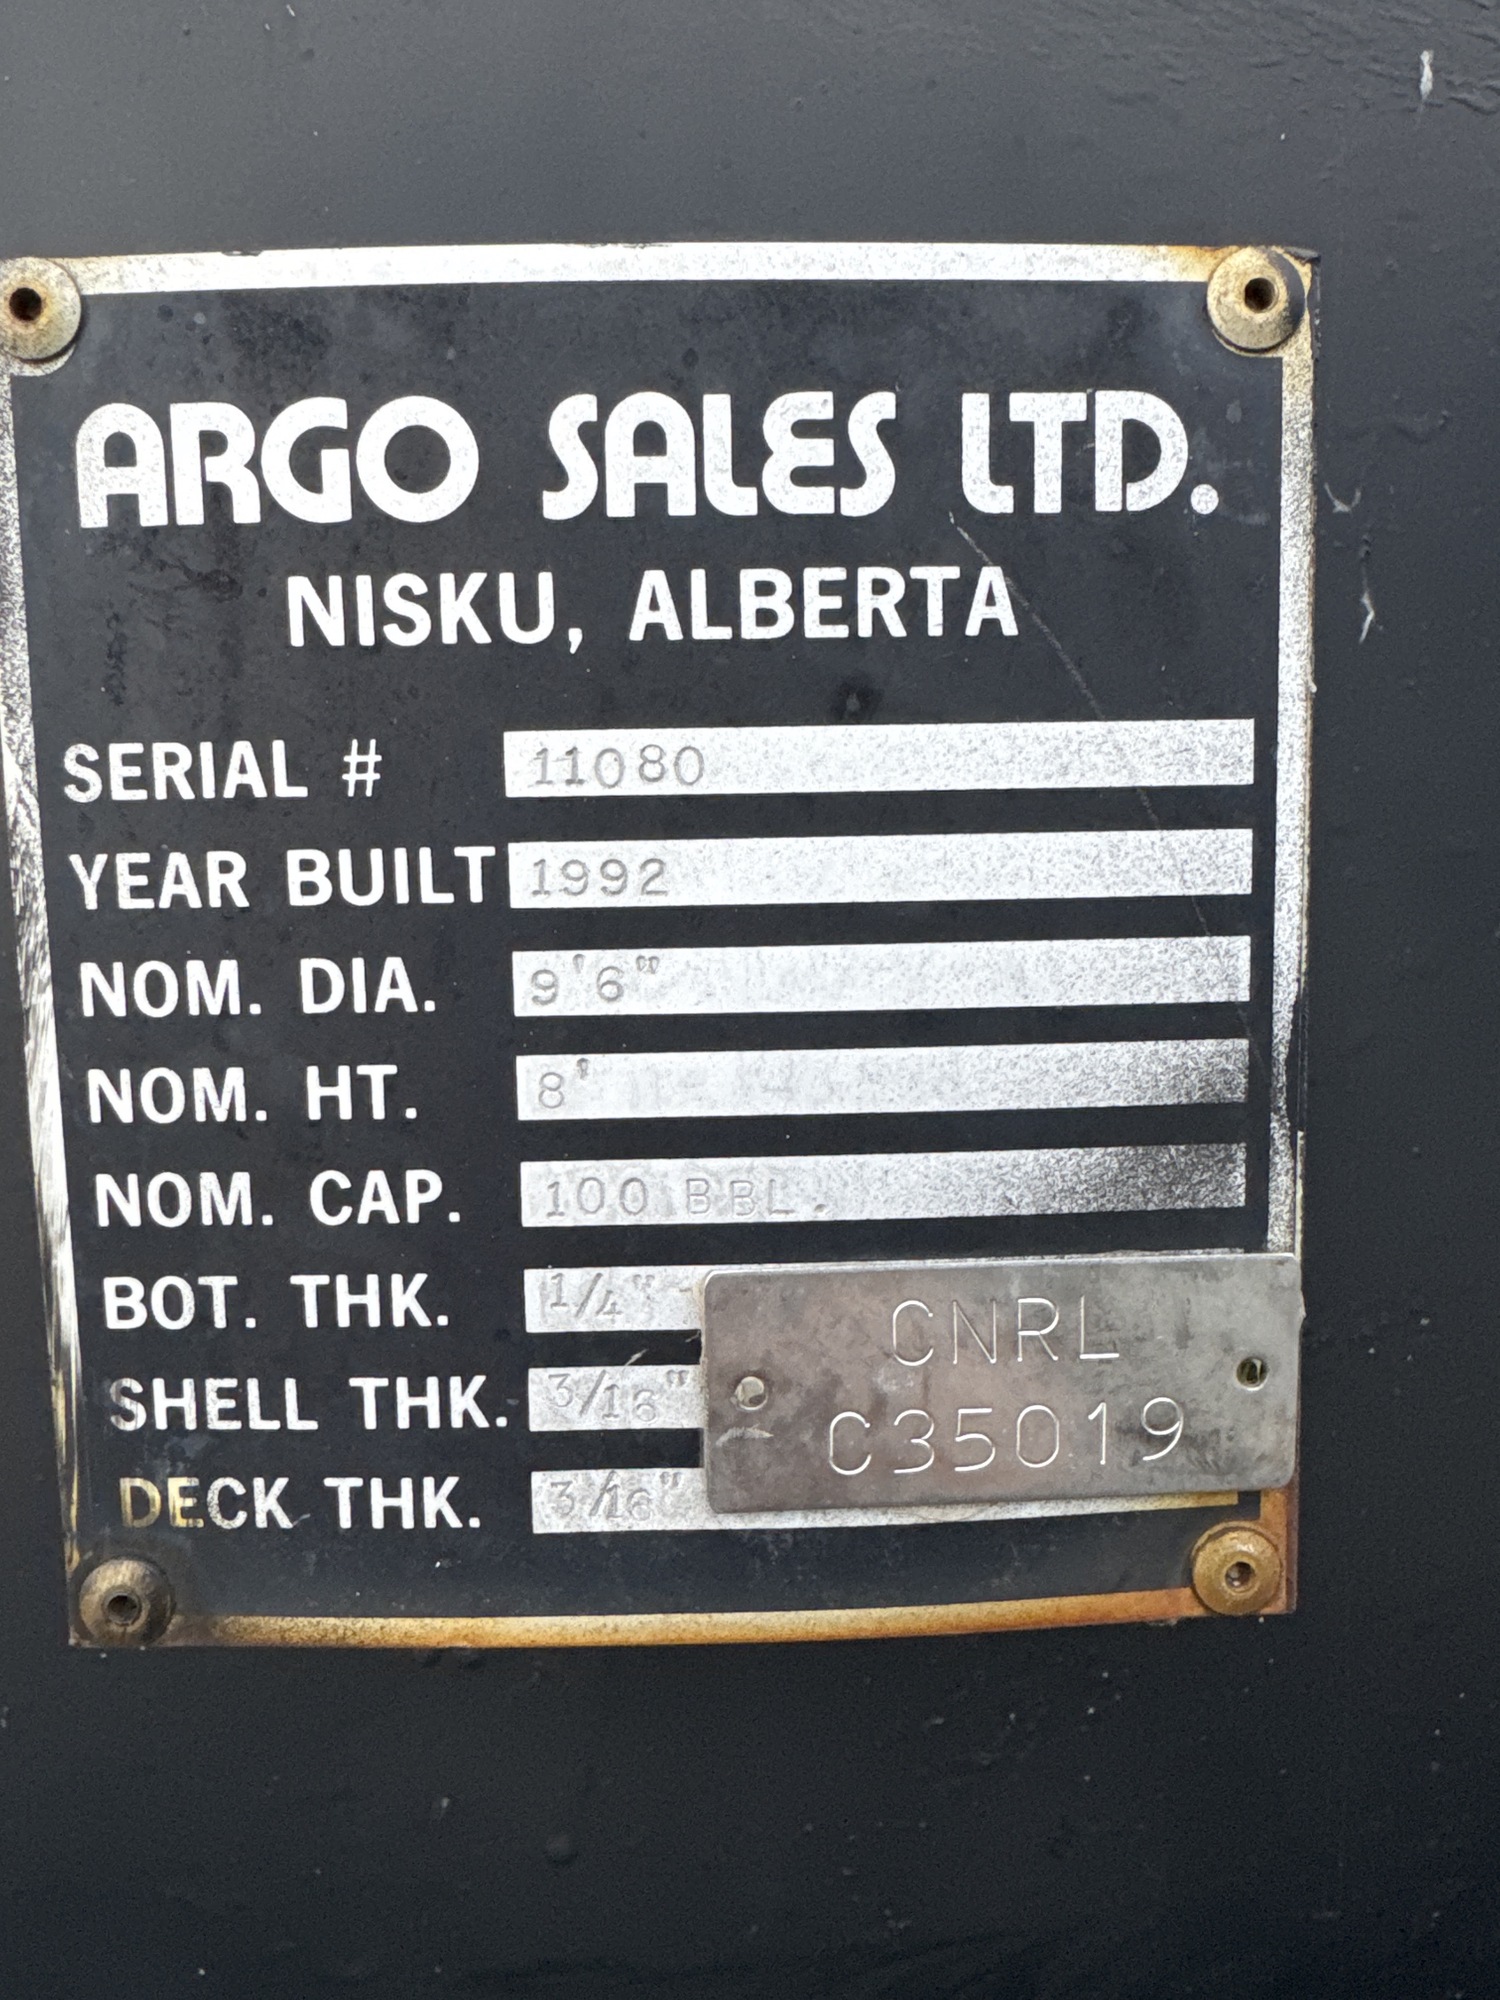 ARGO SALES LTD.
NISKU, ALBERTA
SERIAL # 11080
YEAR BUILT 1992
NOM. DIA. 9'6"
NOM. HT. 8'
NOM. CAP. 100 BBL.
BOT. THK. 1/4"
SHELL THK. 3/16"
DECK THK. 3/16"
CNRL
C35019